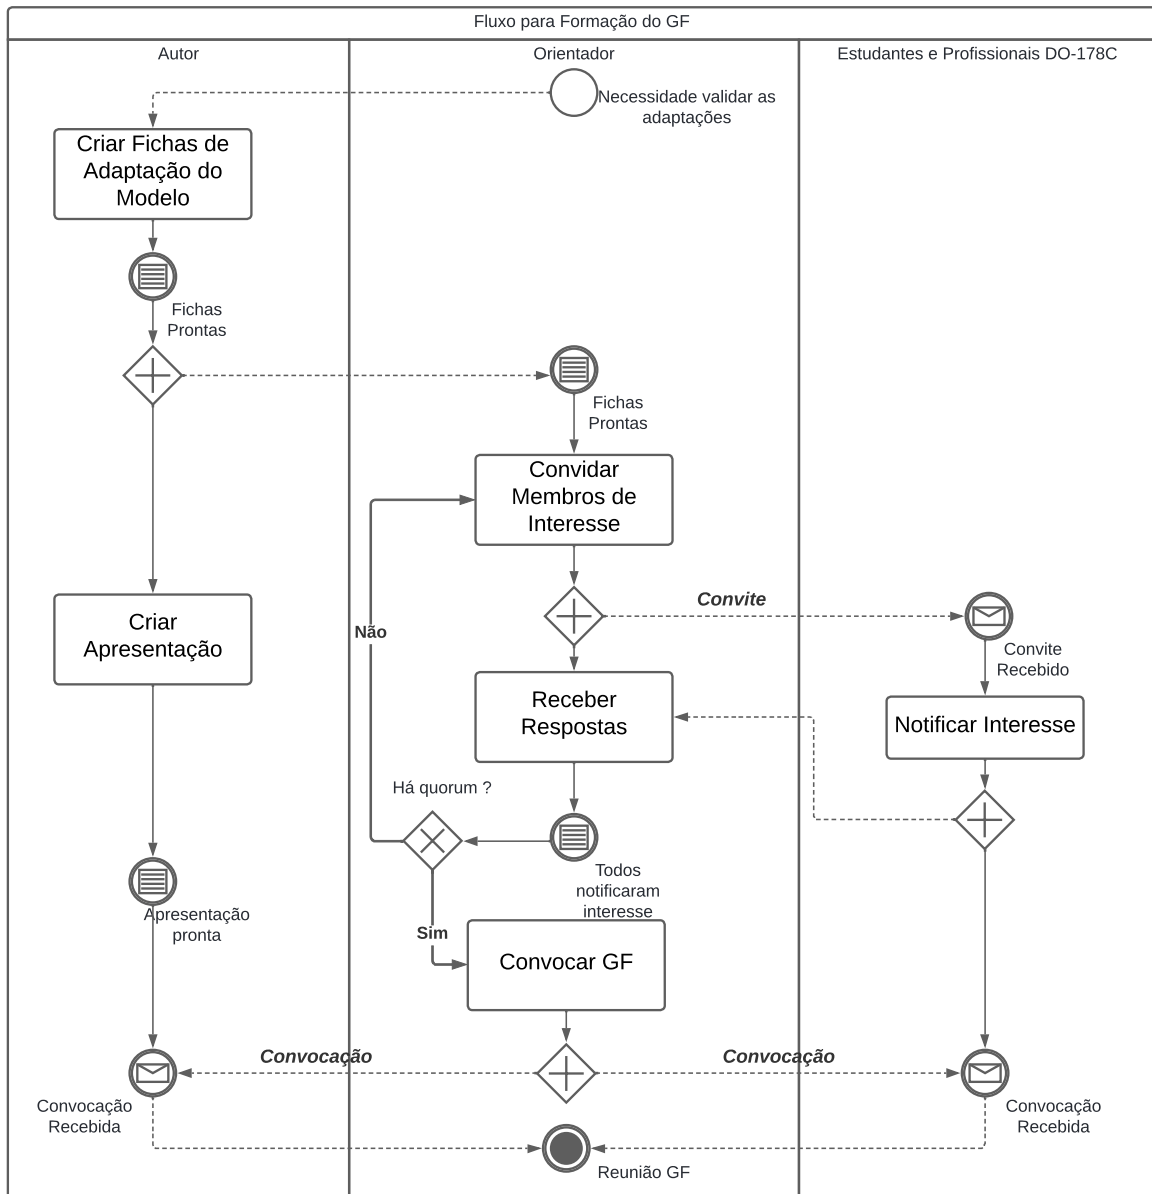 Fluxo para Formação do GF
Autor
Orientador
Estudantes e Profissionais DO-178C
Necessidade validar as
adaptações
Criar Fichas de
Adaptação do
Modelo
Fichas
Prontas
Fichas
Prontas
Convidar
Membros de
Interesse
Convite
Criar
Apresentação
Não
Convite
Recebido
Receber
Respostas
Notificar Interesse
Há quorum ?
Todos
notificaram
interesse
Apresentação
pronta
Sim
Convocar GF
Convocação
Convocação
Convocação
Recebida
Convocação
Recebida
Reunião GF